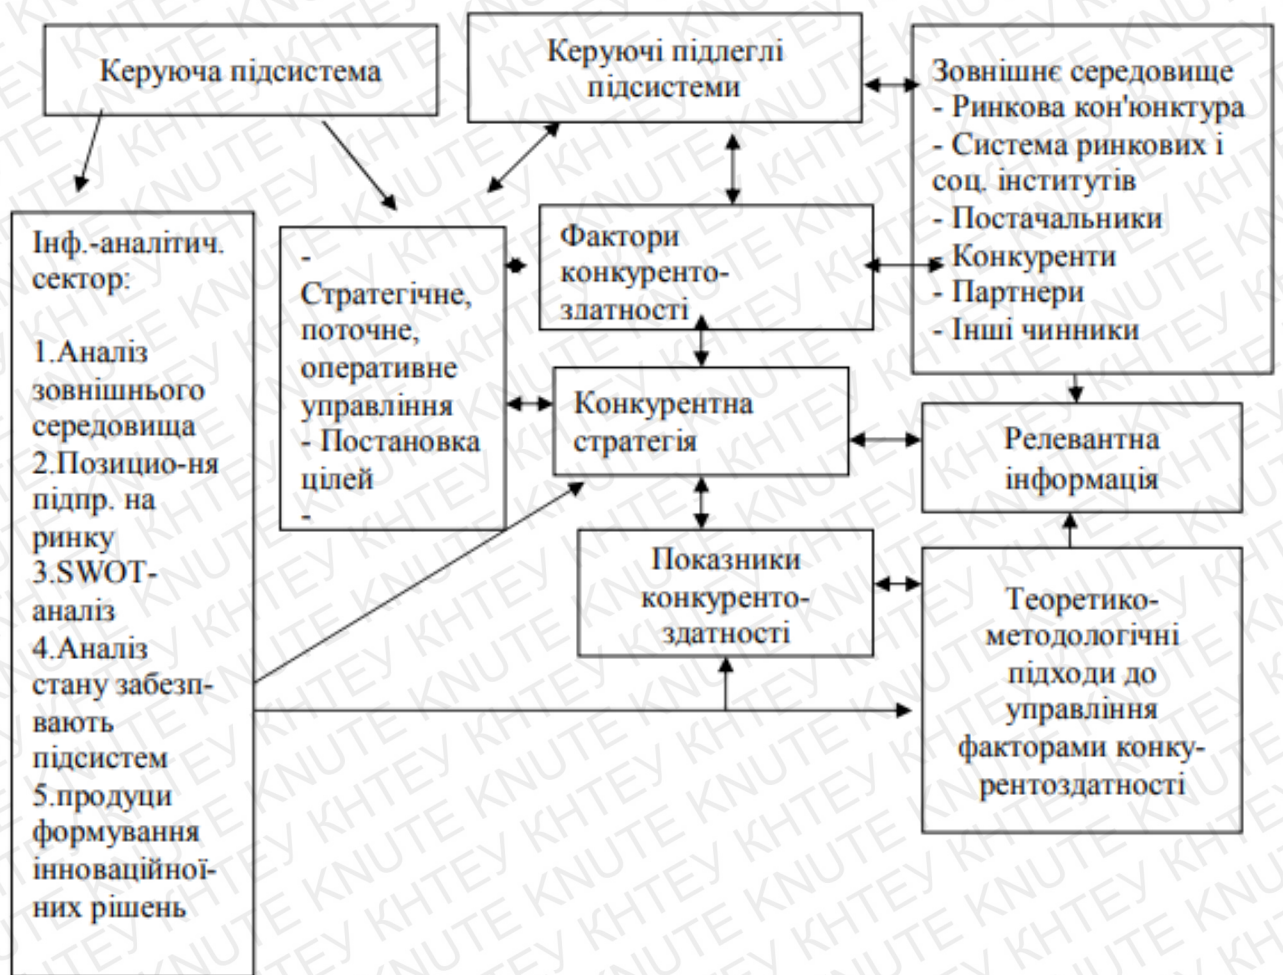 Керуюча підсистема
Керуючі підлеглі
підсистеми
Зовнішнє середовище
- Ринкова кон'юнктура
- Система ринкових і
соц. інститутів
- Постачальники
- Конкуренти
- Партнери
- Інші чинники
Інф.-аналітич.
сектор:
1.Аналіз
зовнішнього
середовища
2.Позицио-ня
підпр. на
ринку
3.SWOT-
аналіз
4.Аналіз
стану забезп-
вають
підсистем
5.продуци
формування
інноваційної-
них рішень
-
Стратегічне,
поточне,
оперативне
управління
- Постановка
цілей
-
Фактори
конкуренто-
здатності
Конкурентна
стратегія
Показники
конкуренто-
здатності
Релевантна
інформація
Теоретико-
методологічні
підходи до
управління
факторами конку-
рентоздатності